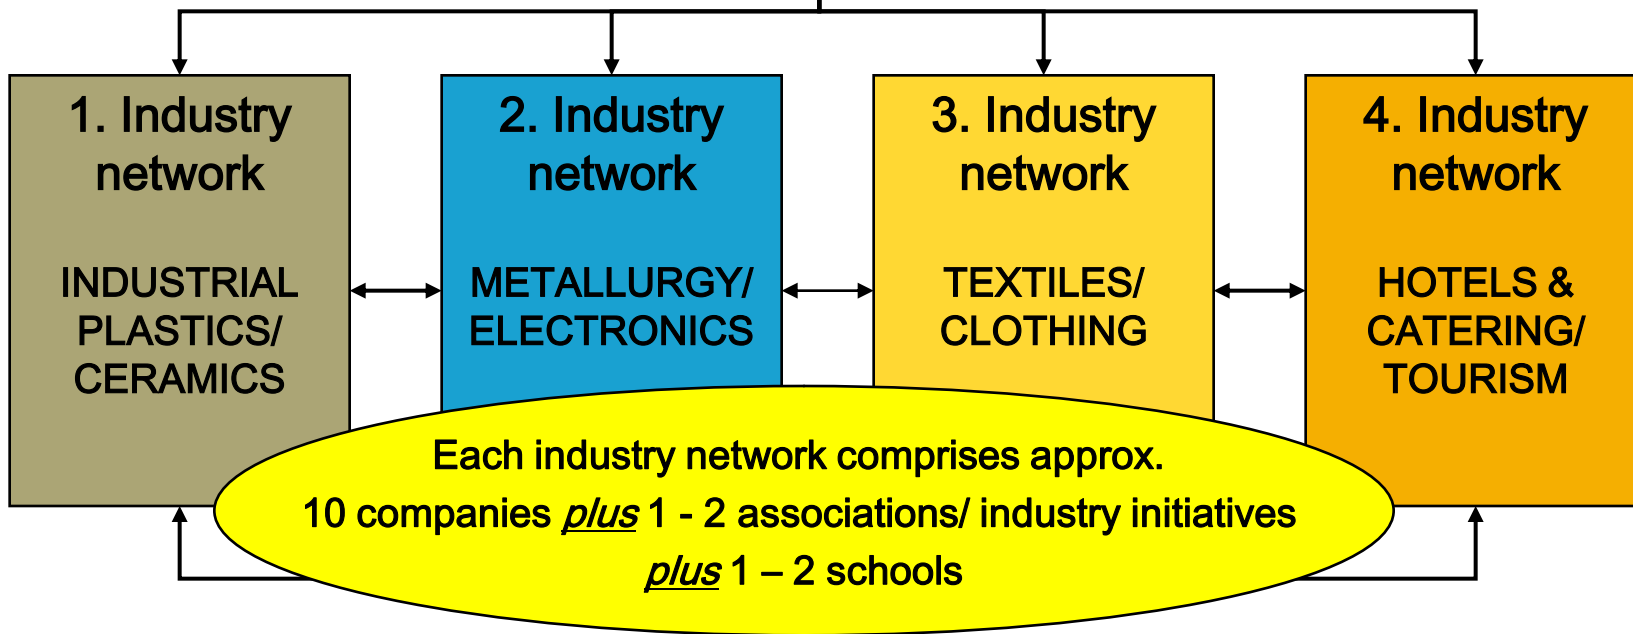 1. Industry
network
INDUSTRIAL
PLASTICS/
CERAMICS
2. Industry
network
METALLURGY/
ELECTRONICS
3. Industry
network
TEXTILES/
CLOTHING
4. Industry
network
HOTELS &
CATERING/
TOURISM
Each industry network comprises approx.
10 companies plus 1 - 2 associations/ industry initiatives
plus 1 – 2 schools